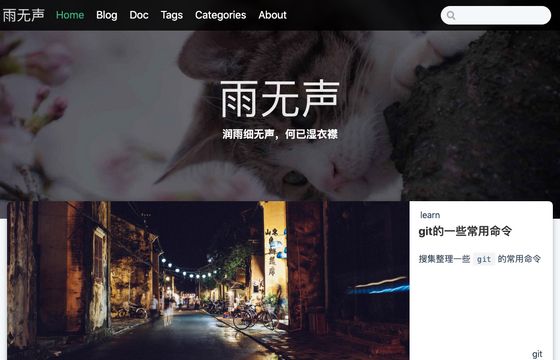 雨无声 Home Blog Doc Tags Categories About
雨无声
润雨细无声，何已湿衣襟
learn
git的一些常用命令
搜集整理一些 git 的常用命令
git